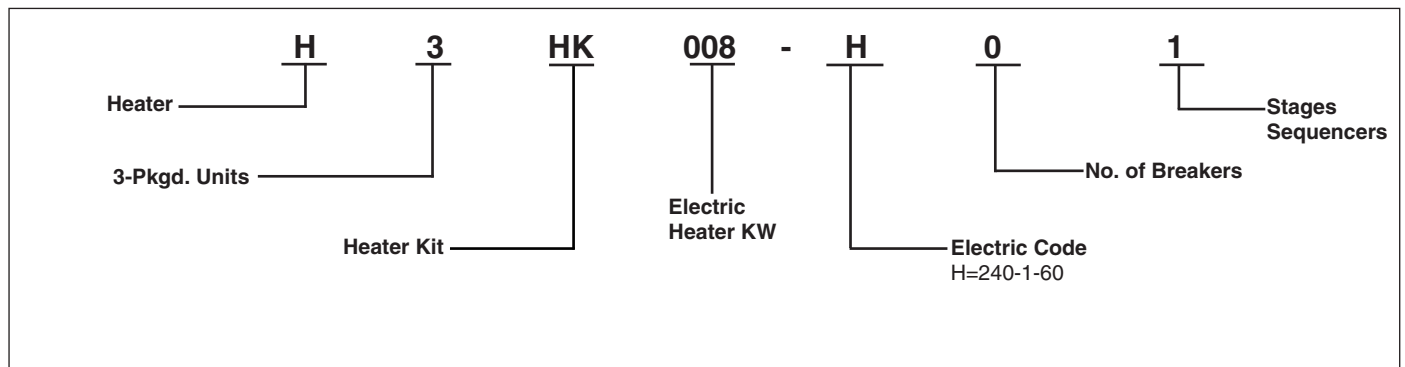 H 3 HK 008 - H 0 1
Heater
Stages
Sequencers
3-Pkgd. Units
No. of Breakers
Electric
Heater KW
Heater Kit
Electric Code
H=240-1-60